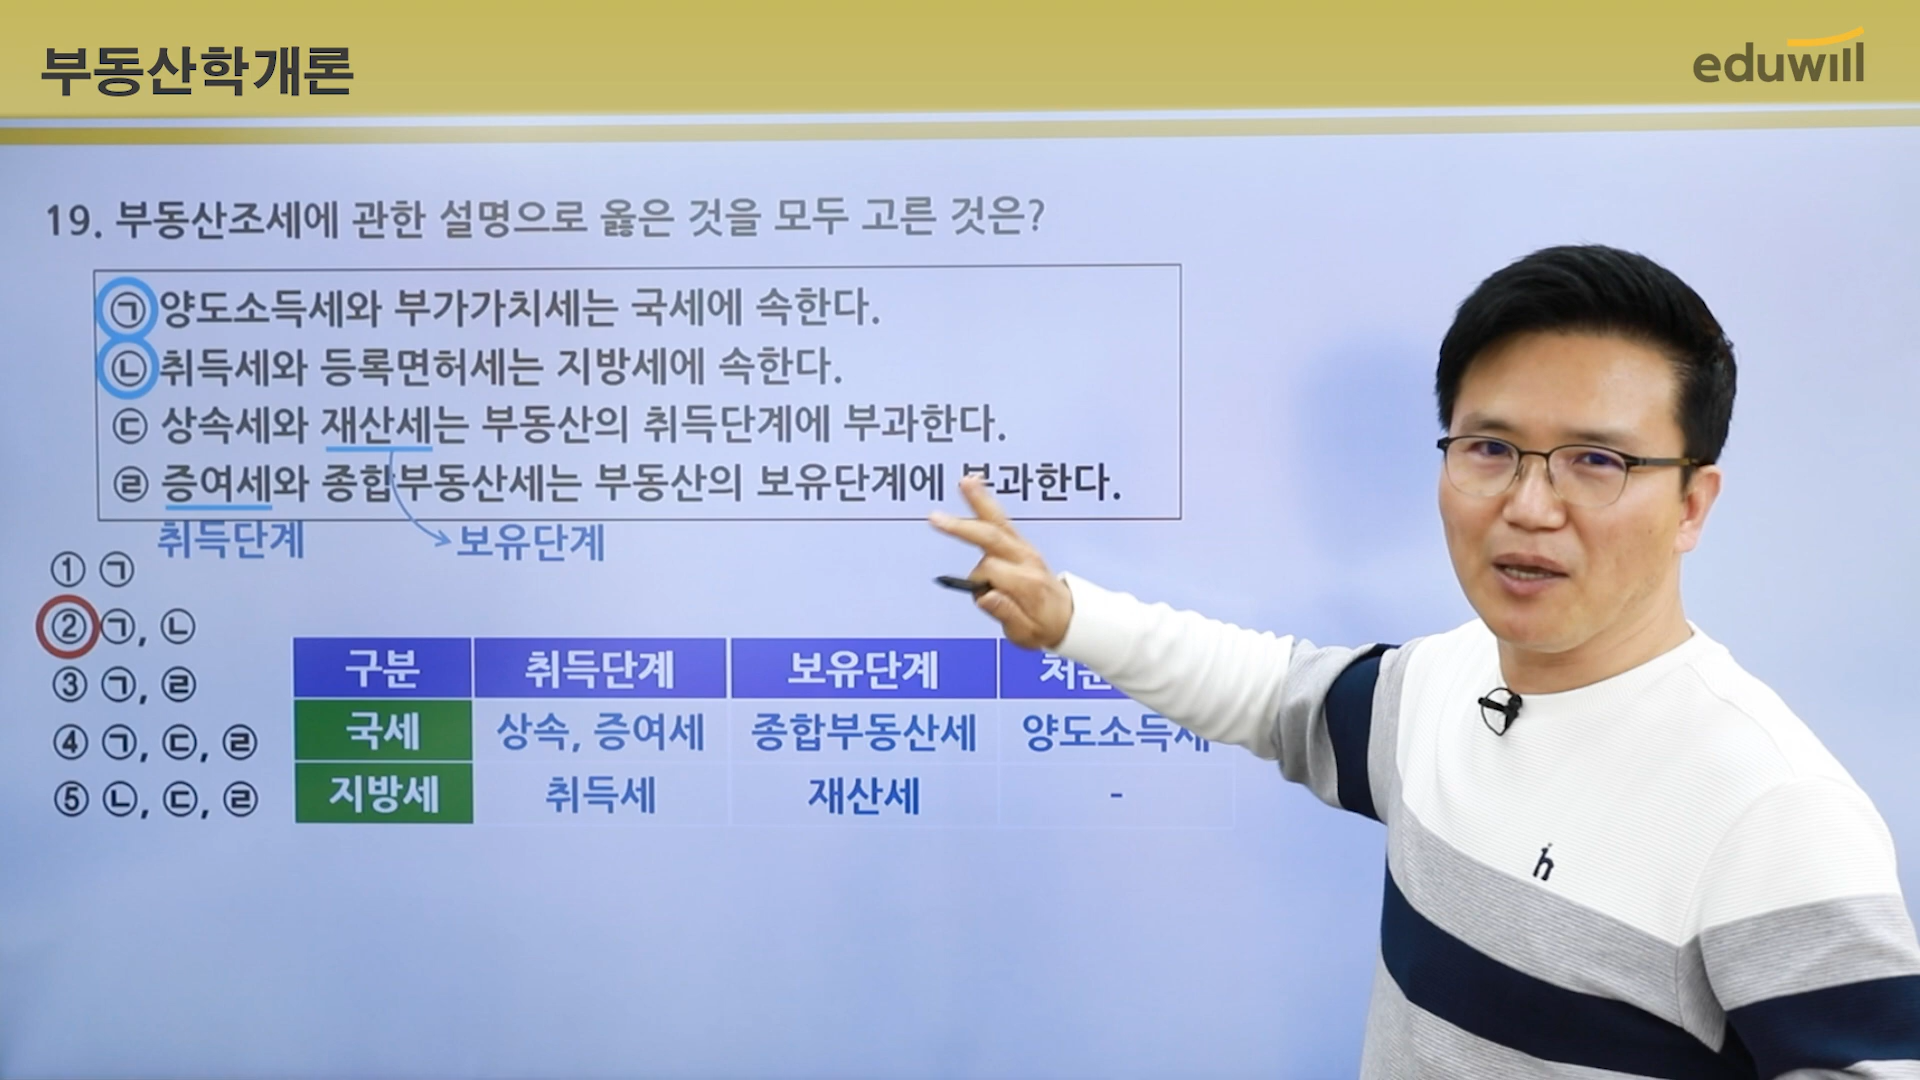 부동산학개론
eduwill
19. 부동산조세에 관한 설명으로 옳은 것을 모두 고른 것은?
㉠ 양도소득세와 부가가치세는 국세에 속한다.
㉡ 취득세와 등록면허세는 지방세에 속한다.
㉢ 상속세와 재산세는 부동산의 취득단계에 부과한다.
㉣ 증여세와 종합부동산세는 부동산의 보유단계에 부과한다.
취득단계 보유단계
① ㉠
② ㉠, ㉡
③ ㉠, ㉣
④ ㉠, ㉢, ㉣
⑤ ㉡, ㉢, ㉣
구분 취득단계 보유단계
국세 상속, 증여세 종합부동산세 양도소득세
지방세 취득세 재산세 -
h